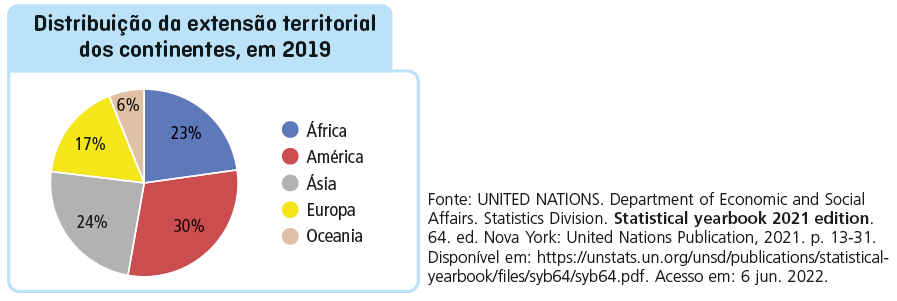 Distribuição da extensão territorial
dos continentes, em 2019
6%
23%
17%
24%
30%
África
América
Ásia
Europa
Oceania
Fonte: UNITED NATIONS. Department of Economic and Social
Affairs. Statistics Division. Statistical yearbook 2021 edition.
64. ed. Nova York: United Nations Publication, 2021. p. 13-31.
Disponível em: https://unstats.un.org/unsd/publications/statistical-
yearbook/files/syb64/syb64.pdf. Acesso em: 6 jun. 2022.